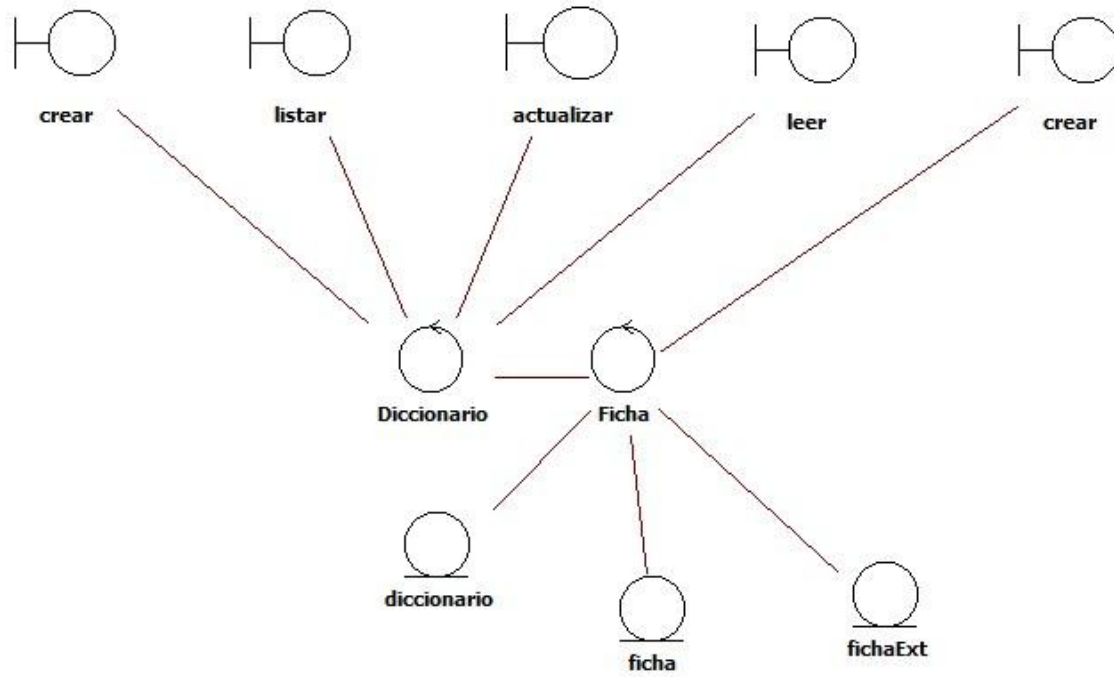 crear
listar
actualizar
leer
crear
Diccionario
Ficha
diccionario
ficha
fichaExt